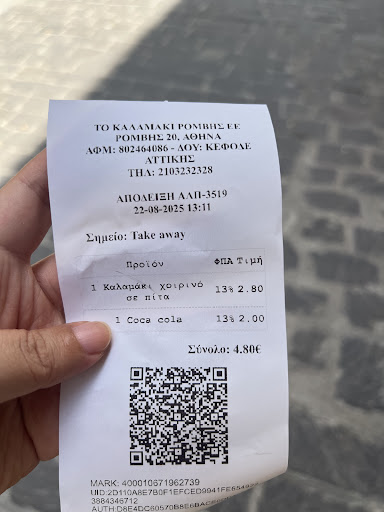 ΤΟ ΚΑΛΑΜΑΚΙ ΡΟΜΒΗΣ ΕΕ
ΡΟΜΒΗΣ 20, ΑΘΗΝΑ
ΑΦΜ: 802464086 - ΔΟΥ: ΚΕΦΟΔΕ
ΑΤΤΙΚΗΣ
ΤΗΛ: 2103232328
ΑΠΟΔΕΙΞΗ ΑΛΠ-3519
22-08-2025 13:11
Σημείο: Take away
Προϊόν ΦΠΑ Τιμή
1 Καλαμάκι χοιρινό 13% 2.80
σε πίτα
1 Coca cola 13% 2.00
Σύνολο: 4.80€
MARK: 400010671962739
3884346712